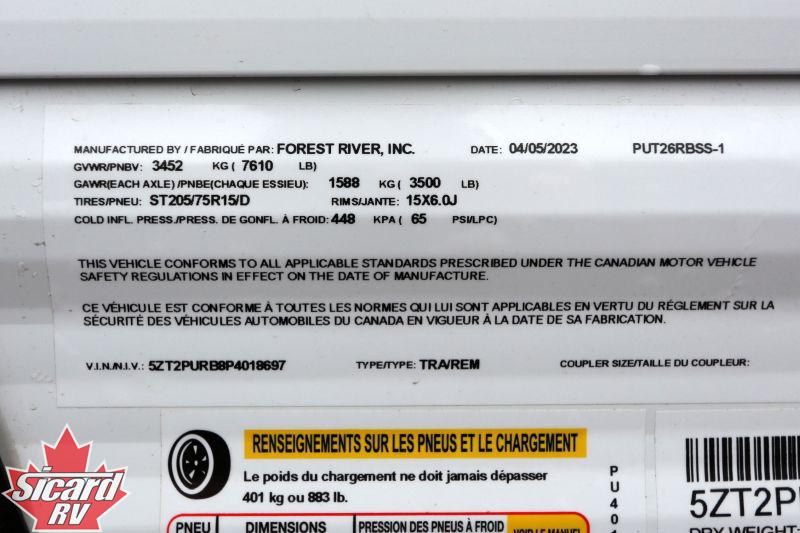 MANUFACTURED BY / FABRIQUÉ PAR: FOREST RIVER, INC. DATE: 04/05/2023 PUT26RBSS-1
GVWR/PNBV: 3452 KG ( 7610 LB)
GAWR(EACH AXLE) /PNBE(CHAQUE ESSIEU): 1588 KG ( 3500 LB)
TIRES/PNEU: ST205/75R15/D RIMS/JANTE: 15X6.0J
COLD INFL. PRESS./PRESS. DE GONFL. À FROID: 448 KPA ( 65 PSI/LPC)
THIS VEHICLE CONFORMS TO ALL APPLICABLE STANDARDS PRESCRIBED UNDER THE CANADIAN MOTOR VEHICLE
SAFETY REGULATIONS IN EFFECT ON THE DATE OF MANUFACTURE.
CE VÉHICULE EST CONFORME À TOUTES LES NORMES QUI LUI SONT APPLICABLES EN VERTU DU RÉGLEMENT SUR LA
SÉCURITÉ DES VÉHICULES AUTOMOBILES DU CANADA EN VIGUEUR À LA DATE DE SA FABRICATION.
V.I.N./N.I.V.: 5ZT2PURB8P4018697 TYPE/TYPE: TRA/REM COUPLER SIZE/TAILLE DU COUPLEUR:
RENSEIGNEMENTS SUR LES PNEUS ET LE CHARGEMENT
Le poids du chargement ne doit jamais dépasser
401 kg ou 883 lb.
PNEU DIMENSIONS PRESSION DES PNEUS À FROID VOIR LE MANUEL
PU401
5ZT2P
DRY WEIGHT:
Sicard
RV